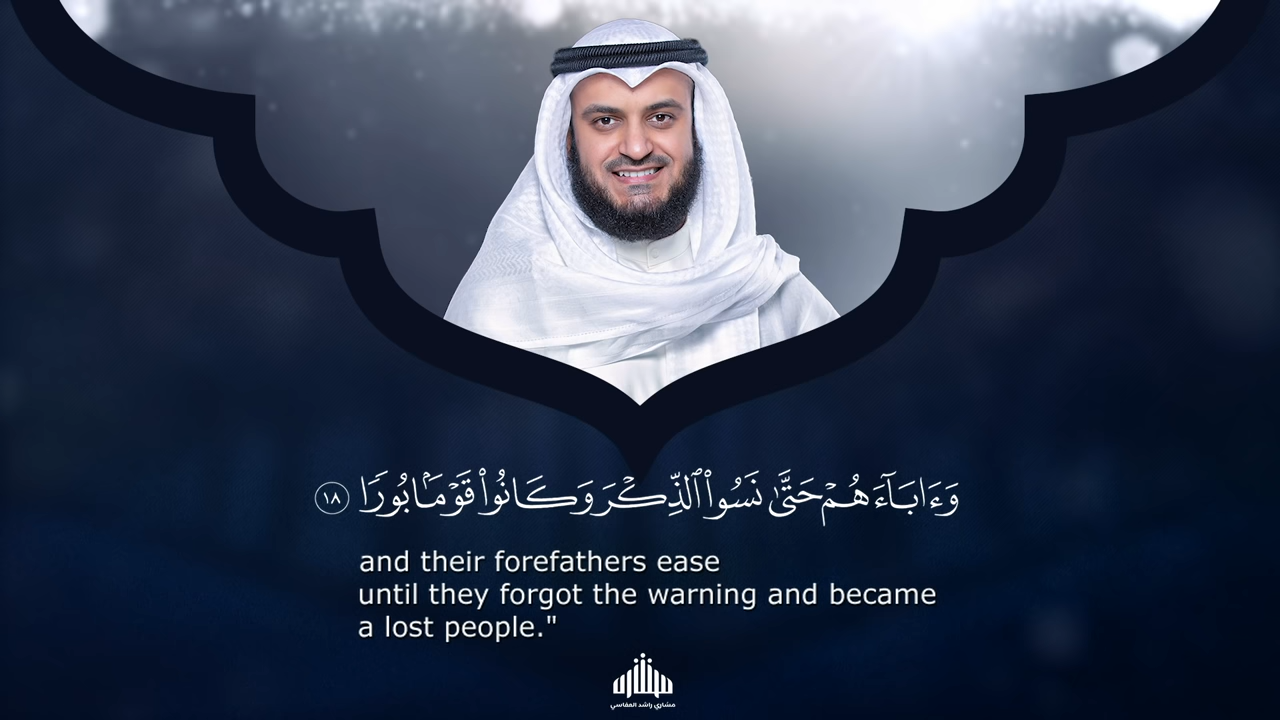 وَءَابَآءَهُمْ حَتَّىٰ نَسُوا۟ ٱلذِّكْرَ وَكَانُوا۟ قَوْمَۢا بُورًۭا ١٨
and their forefathers ease
until they forgot the warning and became
a lost people."
مشاري راشد العفاسي